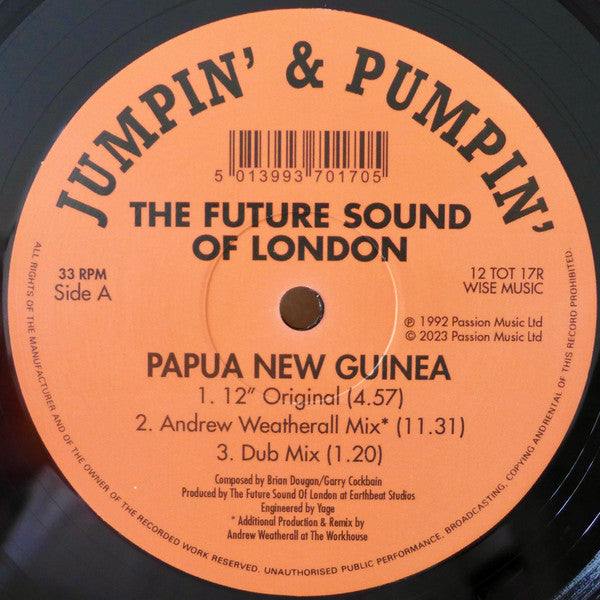 JUMPIN' & PUMPIN'
5 013993 701705
THE FUTURE SOUND
OF LONDON
33 RPM
Side A
12 TOT 17R
WISE MUSIC
℗ 1992 Passion Music Ltd
© 2023 Passion Music Ltd
PAPUA NEW GUINEA
1. 12" Original (4.57)
2. Andrew Weatherall Mix* (11.31)
3. Dub Mix (1.20)
Composed by Brian Dougan/Garry Cockbain
Produced by The Future Sound Of London at Earthbeat Studios
Engineered by Yage
* Additional Production & Remix by
Andrew Weatherall at The Workhouse
ALL RIGHTS OF THE MANUFACTURER AND OF THE OWNER OF THE RECORDED WORK RESERVED. UNAUTHORISED PUBLIC PERFORMANCE, BROADCASTING, COPYING ANDRENTAL OF THIS RECORD PROHIBITED.